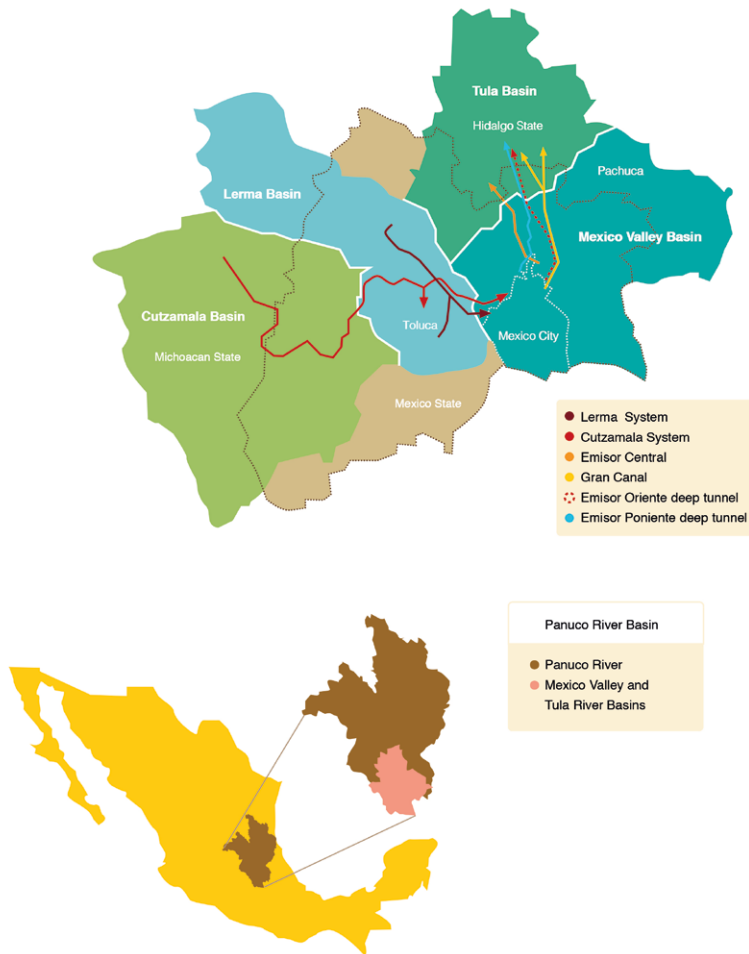 Tula Basin
Hidalgo State
Pachuca
Lerma Basin
Mexico Valley Basin
Cutzamala Basin
Toluca
Mexico City
Michoacan State
Mexico State
Lerma System
Cutzamala System
Emisor Central
Gran Canal
Emisor Oriente deep tunnel
Emisor Poniente deep tunnel
Panuco River Basin
Panuco River
Mexico Valley and
Tula River Basins